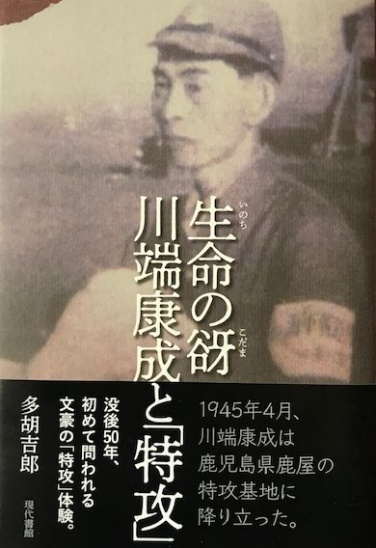 いのち
こだま
生命の谺
川端康成と「特攻」
1945年4月、
川端康成は
鹿児島県鹿屋の
特攻基地に
降り立った。
没後50年、
初めて問われる
文豪の「特攻」体験。
多胡吉郎
現代書館